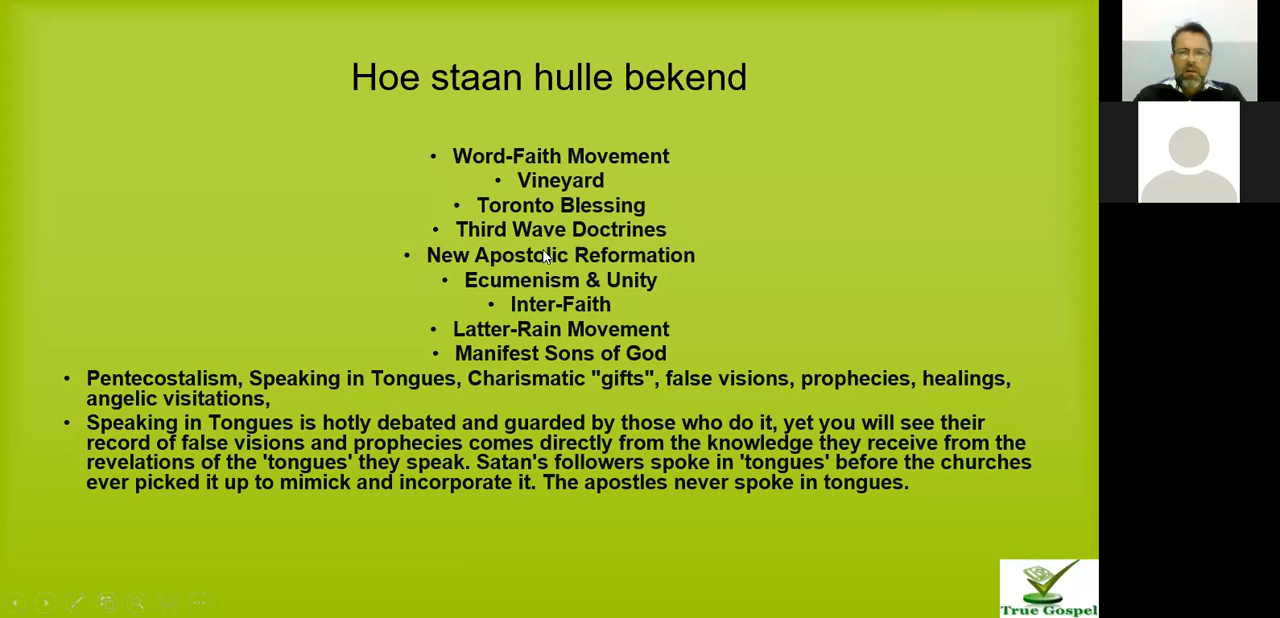 Hoe staan hulle bekend
• Word-Faith Movement
• Vineyard
• Toronto Blessing
• Third Wave Doctrines
• New Apostolic Reformation
• Ecumenism & Unity
• Inter-Faith
• Latter-Rain Movement
• Manifest Sons of God
• Pentecostalism, Speaking in Tongues, Charismatic "gifts", false visions, prophecies, healings,
angelic visitations,
• Speaking in Tongues is hotly debated and guarded by those who do it, yet you will see their
record of false visions and prophecies comes directly from the knowledge they receive from the
revelations of the 'tongues' they speak. Satan's followers spoke in 'tongues' before the churches
ever picked it up to mimick and incorporate it. The apostles never spoke in tongues.
True Gospel